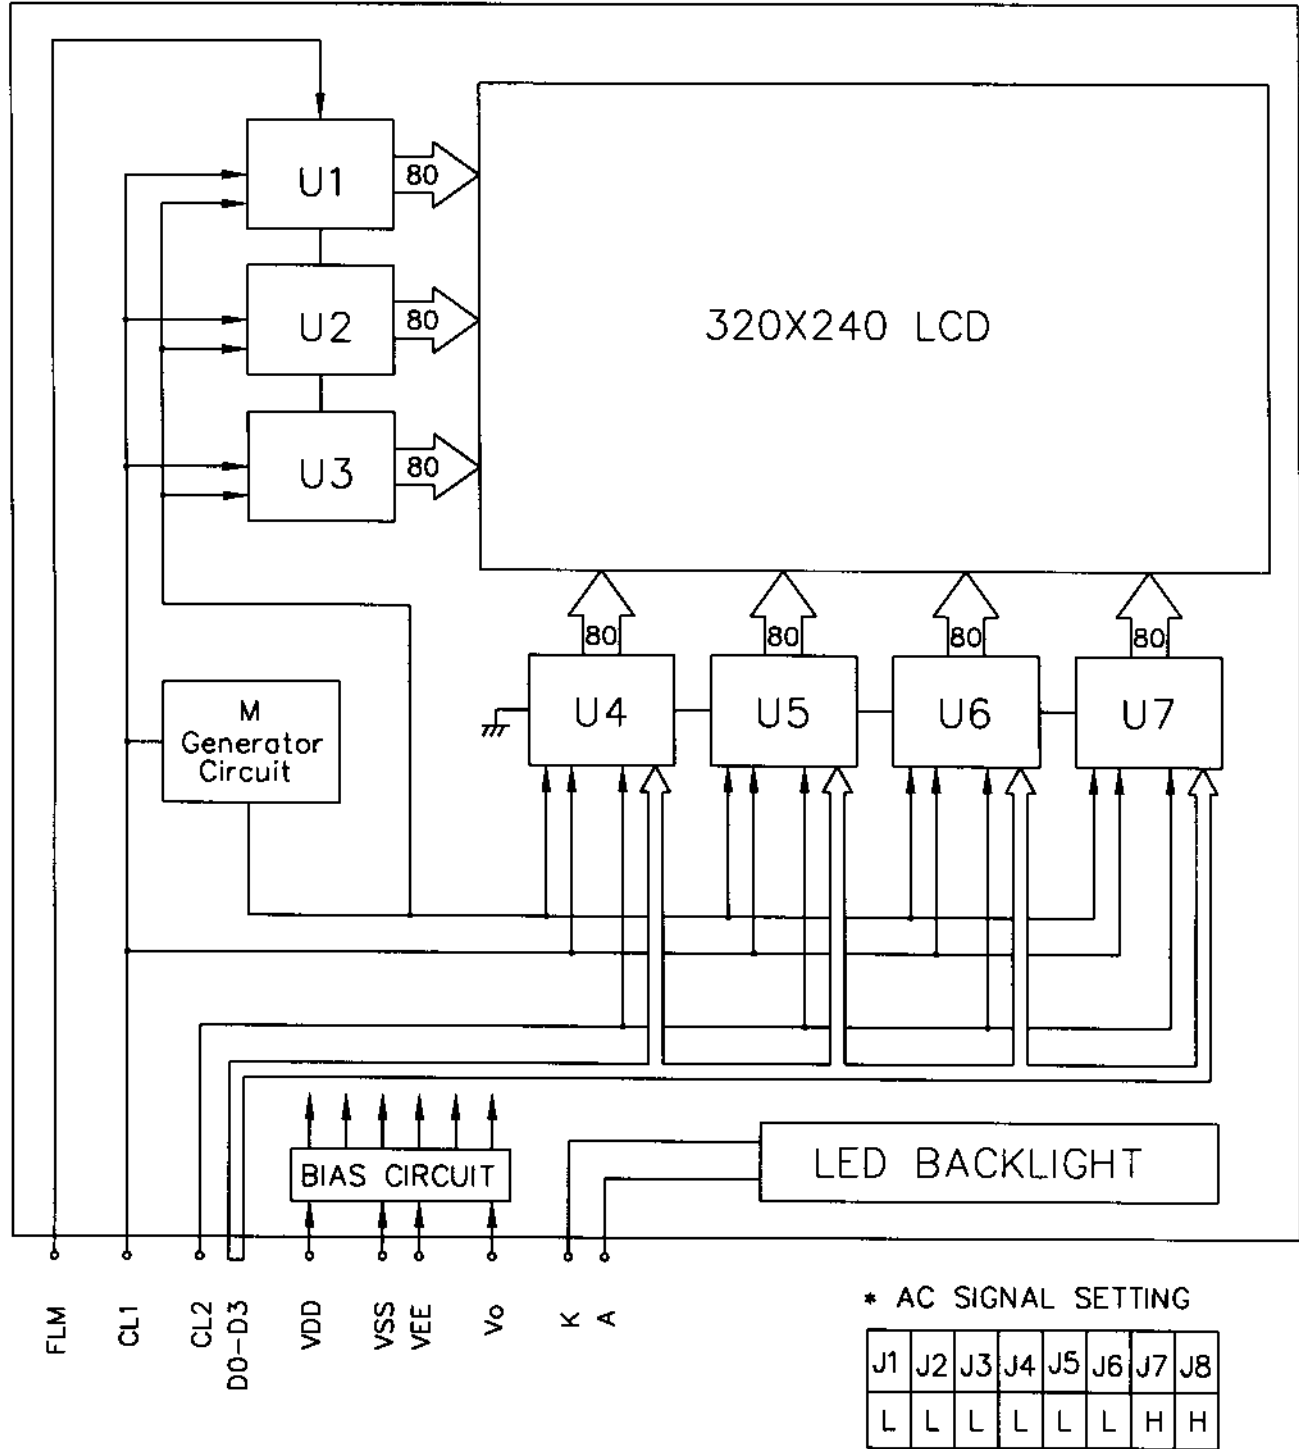 U1
80
U2
80
320X240 LCD
U3
80
80
80
80
80
U4
U5
U6
U7
M
Generator
Circuit
BIAS CIRCUIT
LED BACKLIGHT
FLM
CL1
CL2
D0-D3
VDD
VSS
VEE
Vo
K
A
* AC SIGNAL SETTING
J1 J2 J3 J4 J5 J6 J7 J8
L L L L L L H H